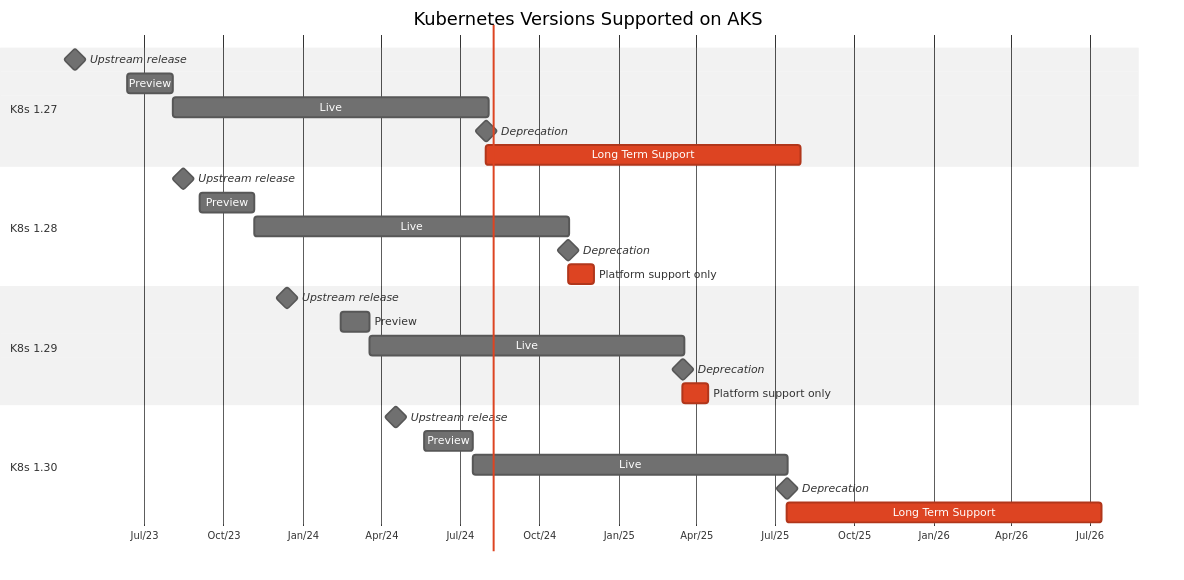 Kubernetes Versions Supported on AKS
Upstream release
Preview
Live
K8s 1.27
Deprecation
Long Term Support
Upstream release
Preview
Live
K8s 1.28
Deprecation
Platform support only
Upstream release
Preview
Live
K8s 1.29
Deprecation
Platform support only
Upstream release
Preview
Live
K8s 1.30
Deprecation
Long Term Support
Jul/23 Oct/23 Jan/24 Apr/24 Jul/24 Oct/24 Jan/25 Apr/25 Jul/25 Oct/25 Jan/26 Apr/26 Jul/26